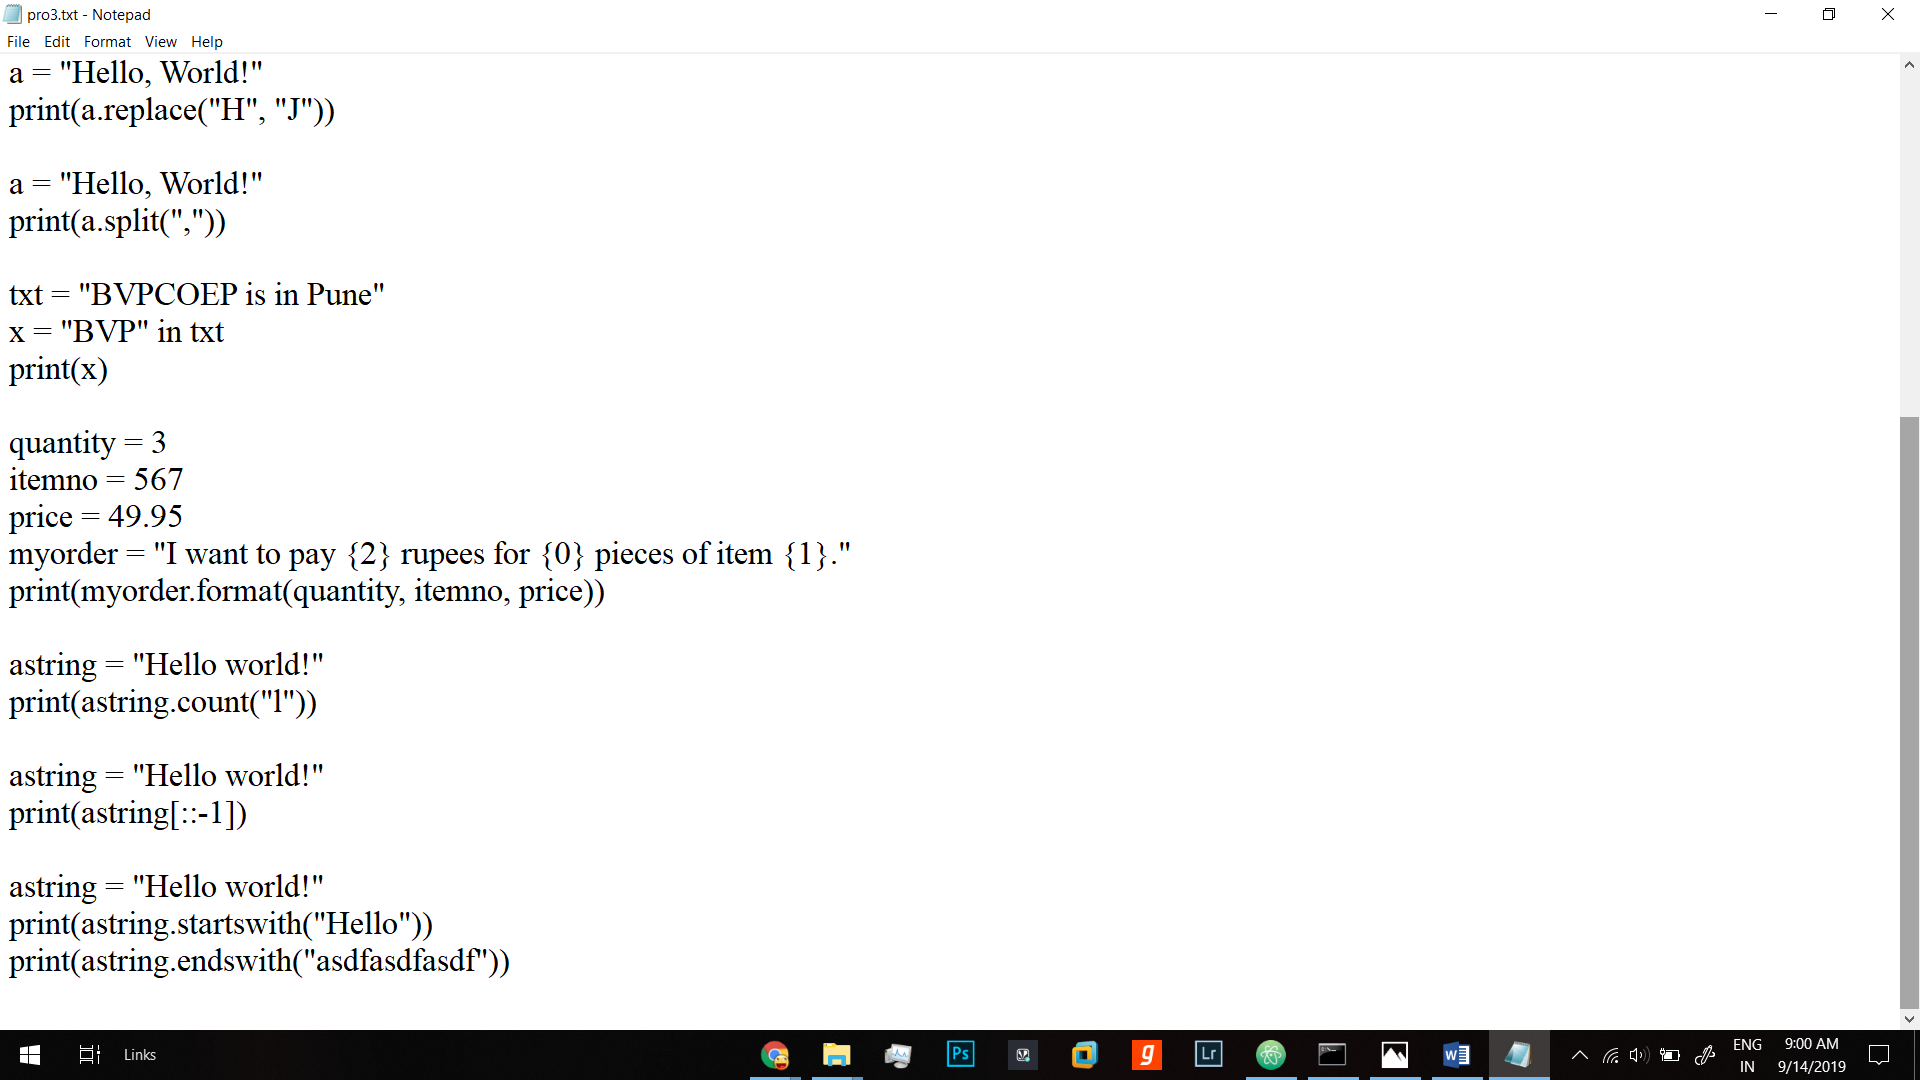 pro3.txt - Notepad
File Edit Format View Help
a = "Hello, World!"
print(a.replace("H", "J"))
a = "Hello, World!"
print(a.split(","))
txt = "BVPCOEP is in Pune"
x = "BVP" in txt
print(x)
quantity = 3
itemno = 567
price = 49.95
myorder = "I want to pay {2} rupees for {0} pieces of item {1}."
print(myorder.format(quantity, itemno, price))
astring = "Hello world!"
print(astring.count("l"))
astring = "Hello world!"
print(astring[::-1])
astring = "Hello world!"
print(astring.startswith("Hello"))
print(astring.endswith("asdfasdfasdf"))
Links
Ps
g
Lr
W
ENG
IN
9:00 AM
9/14/2019